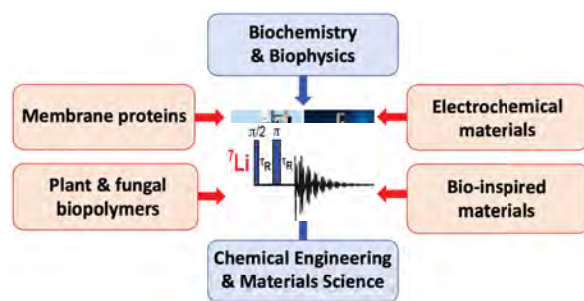 Biochemistry
& Biophysics
Membrane proteins
Electrochemical
materials
π/2 π
⁷Li
τR τR
Plant & fungal
biopolymers
Bio-inspired
materials
Chemical Engineering
& Materials Science